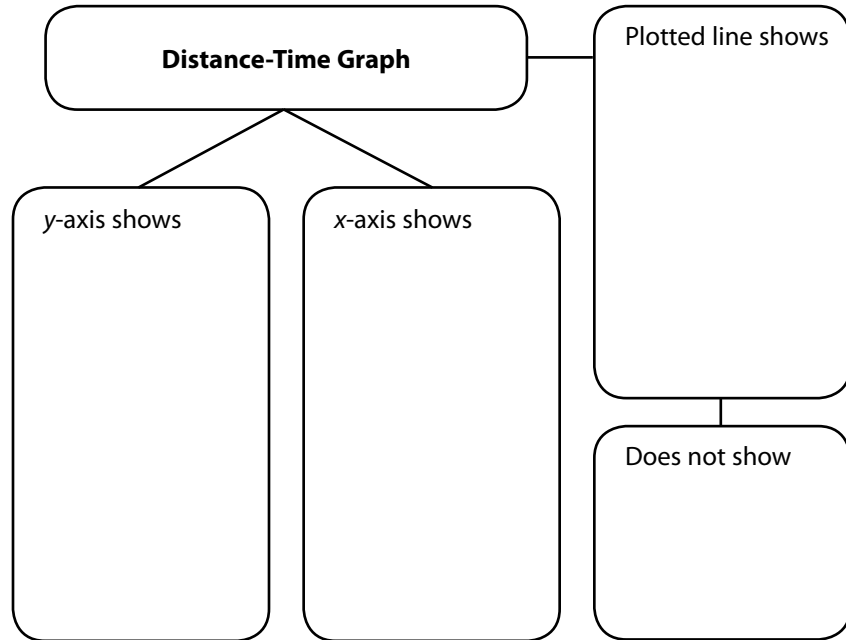 Distance-Time Graph
Plotted line shows
y-axis shows
x-axis shows
Does not show